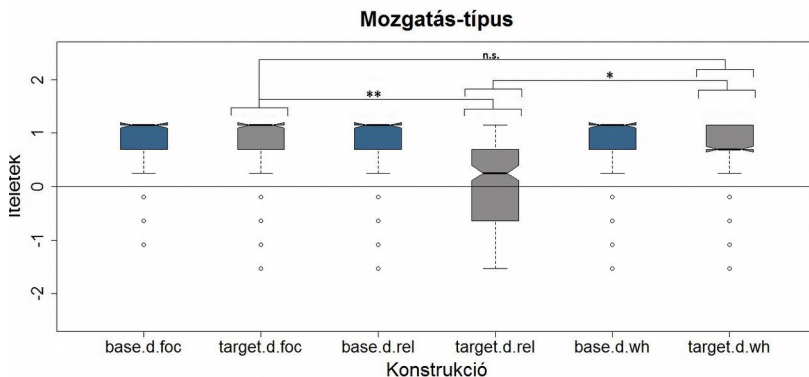 Mozgatás-típus
n.s.
**
*
2
1
0
-1
-2
Ítéletek
base.d.foc target.d.foc base.d.rel target.d.rel base.d.wh target.d.wh
Konstrukció